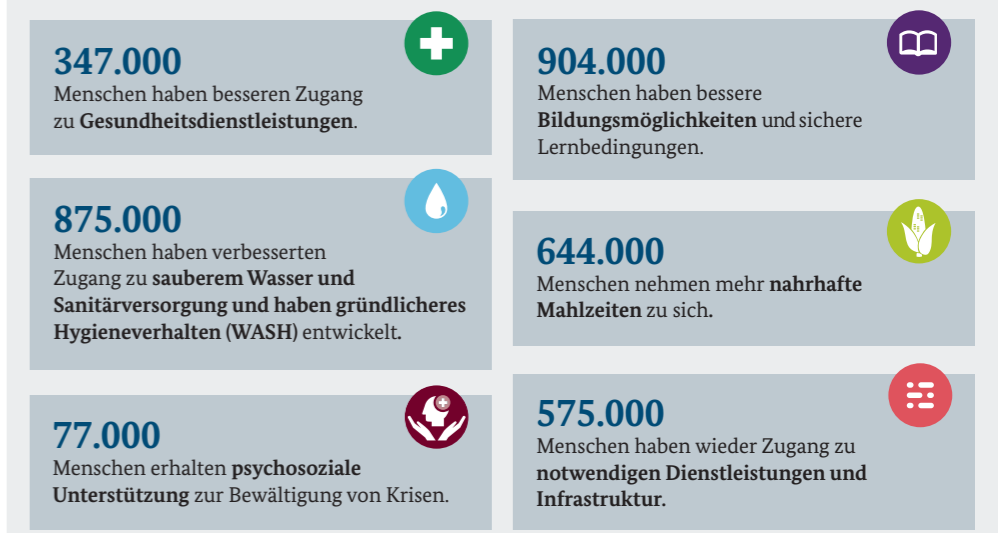 347.000
Menschen haben besseren Zugang
zu Gesundheitsdienstleistungen.
875.000
Menschen haben verbesserten
Zugang zu sauberem Wasser und
Sanitärversorgung und haben gründlicheres
Hygieneverhalten (WASH) entwickelt.
77.000
Menschen erhalten psychosoziale
Unterstützung zur Bewältigung von Krisen.
904.000
Menschen haben bessere
Bildungsmöglichkeiten und sichere
Lernbedingungen.
644.000
Menschen nehmen mehr nahrhafte
Mahlzeiten zu sich.
575.000
Menschen haben wieder Zugang zu
notwendigen Dienstleistungen und
Infrastruktur.